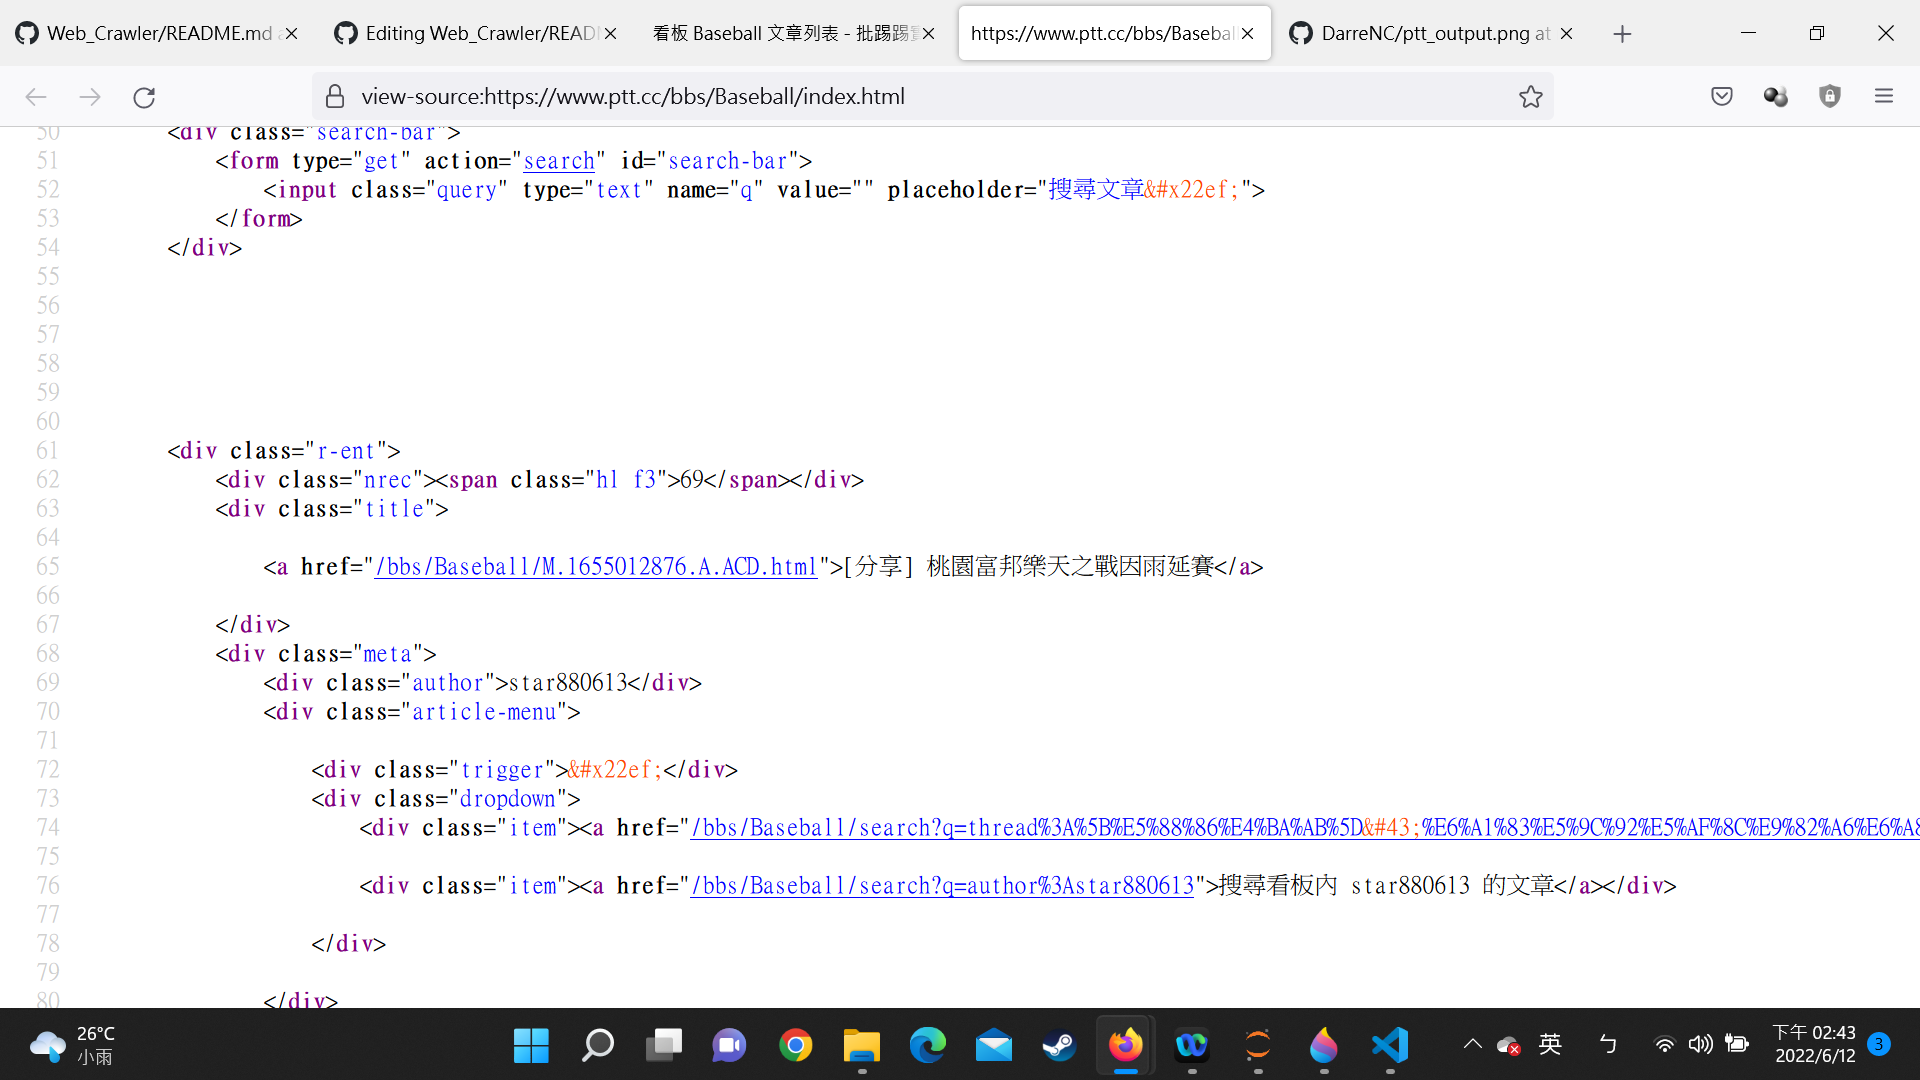 Web_Crawler/README.md a
Editing Web_Crawler/READM
看板 Baseball 文章列表 - 批踢踢實
https://www.ptt.cc/bbs/Baseball
DarreNC/ptt_output.png at
view-source:https://www.ptt.cc/bbs/Baseball/index.html
50 <div class="search-bar">
51 <form type="get" action="search" id="search-bar">
52 <input class="query" type="text" name="q" value="" placeholder="搜尋文章&#x22ef;">
53 </form>
54 </div>
55
56
57
58
59
60
61 <div class="r-ent">
62 <div class="nrec"><span class="hl f3">69</span></div>
63 <div class="title">
64
65 <a href="/bbs/Baseball/M.1655012876.A.ACD.html">[分享] 桃園富邦樂天之戰因雨延賽</a>
66
67 </div>
68 <div class="meta">
69 <div class="author">star880613</div>
70 <div class="article-menu">
71
72 <div class="trigger">&#x22ef;</div>
73 <div class="dropdown">
74 <div class="item"><a href="/bbs/Baseball/search?q=thread%3A%5B%E5%88%86%E4%BA%AB%5D&#43;%E6%A1%83%E5%9C%92%E5%AF%8C%E9%82%A6%E6%A8
75
76 <div class="item"><a href="/bbs/Baseball/search?q=author%3Astar880613">搜尋看板內 star880613 的文章</a></div>
77
78 </div>
79
80 </div>
26°C
小雨
英
ㄅ
下午 02:43
2022/6/12
3